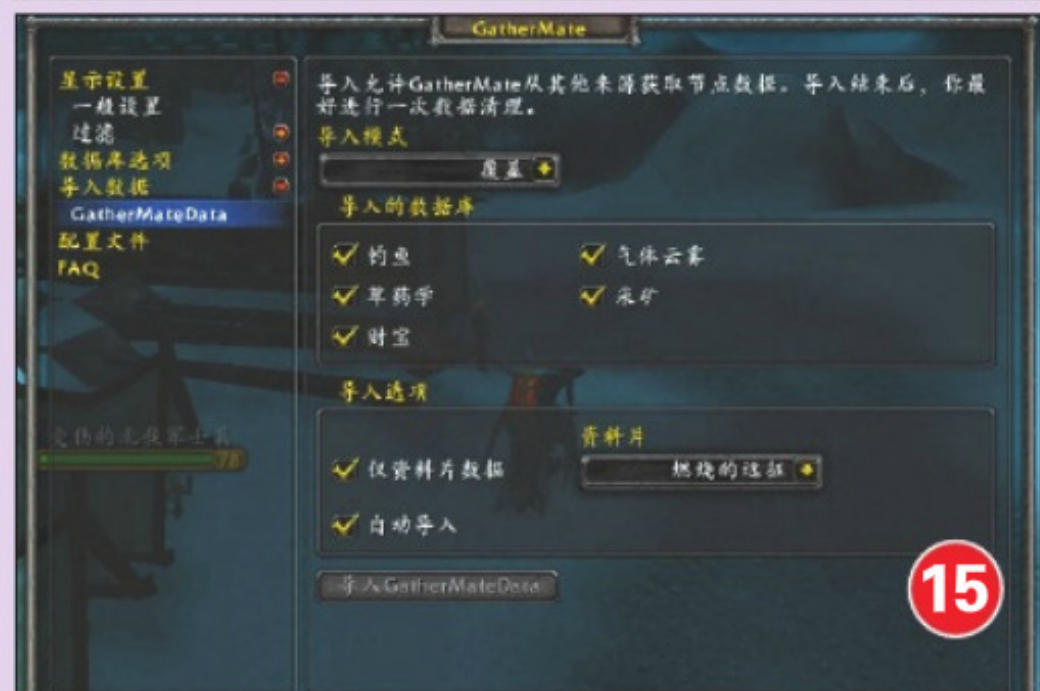 GatherMate
显示设置
一般设置
过滤
数据库选项
导入数据
GatherMateData
配置文件
FAQ
导入允许GatherMate从其他来源获取节点数据。导入结束后，你最
好进行一次数据清理。
导入模式
覆盖
导入的数据库
钓鱼
气体云雾
草药学
采矿
财宝
导入选项
资料片
仅资料片数据
燃烧的远征
自动导入
导入GatherMateData
78
15